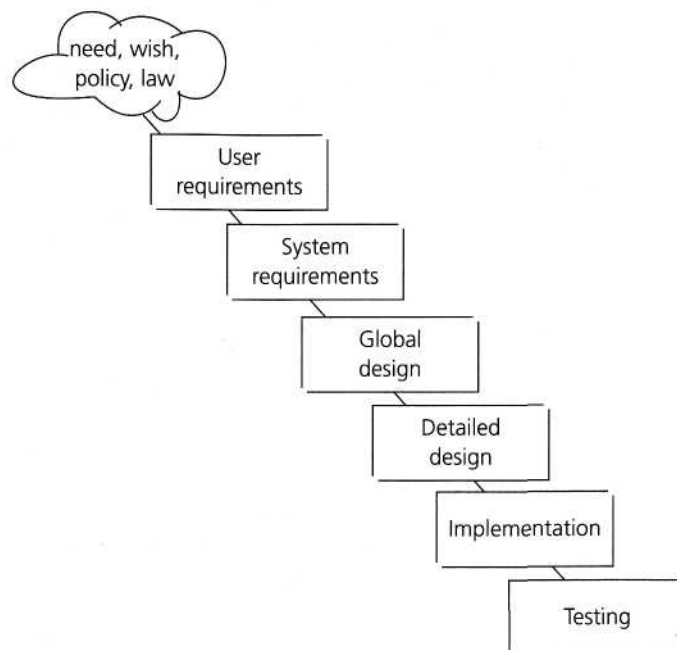 need, wish,
policy, law
User
requirements
System
requirements
Global
design
Detailed
design
Implementation
Testing